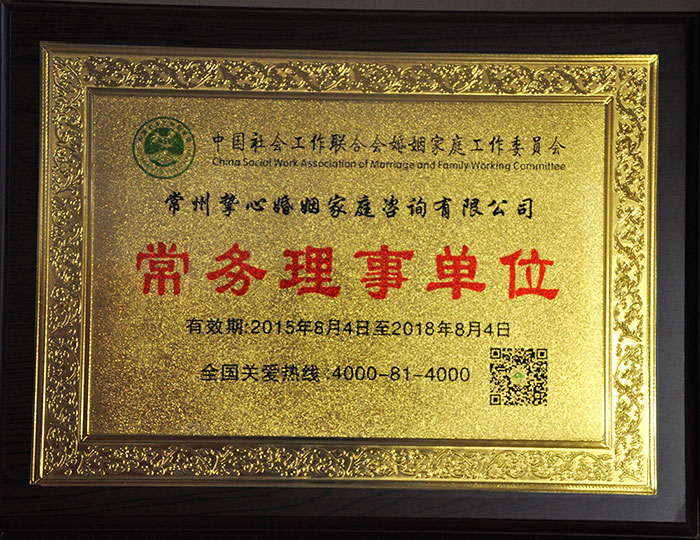 中国社会工作联合会婚姻家庭工作委员会
China Social Work Association of Marriage and Family Working Committee
常州挚心婚姻家庭咨询有限公司
常务理事单位
有效期:2015年8月4日至2018年8月4日
全国关爱热线:4000-81-4000